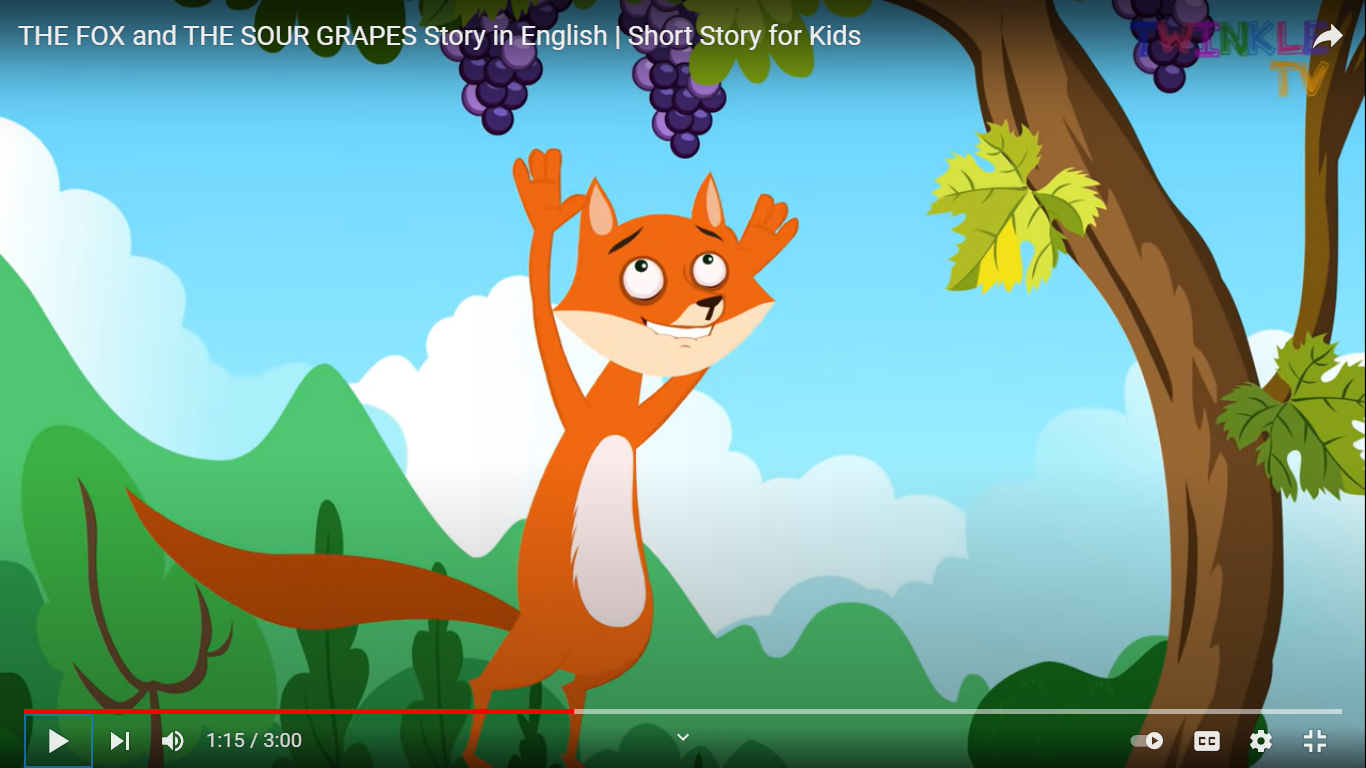 THE FOX and THE SOUR GRAPES Story in English | Short Story for Kids
TWINKLE
TV
1:15 / 3:00
CC